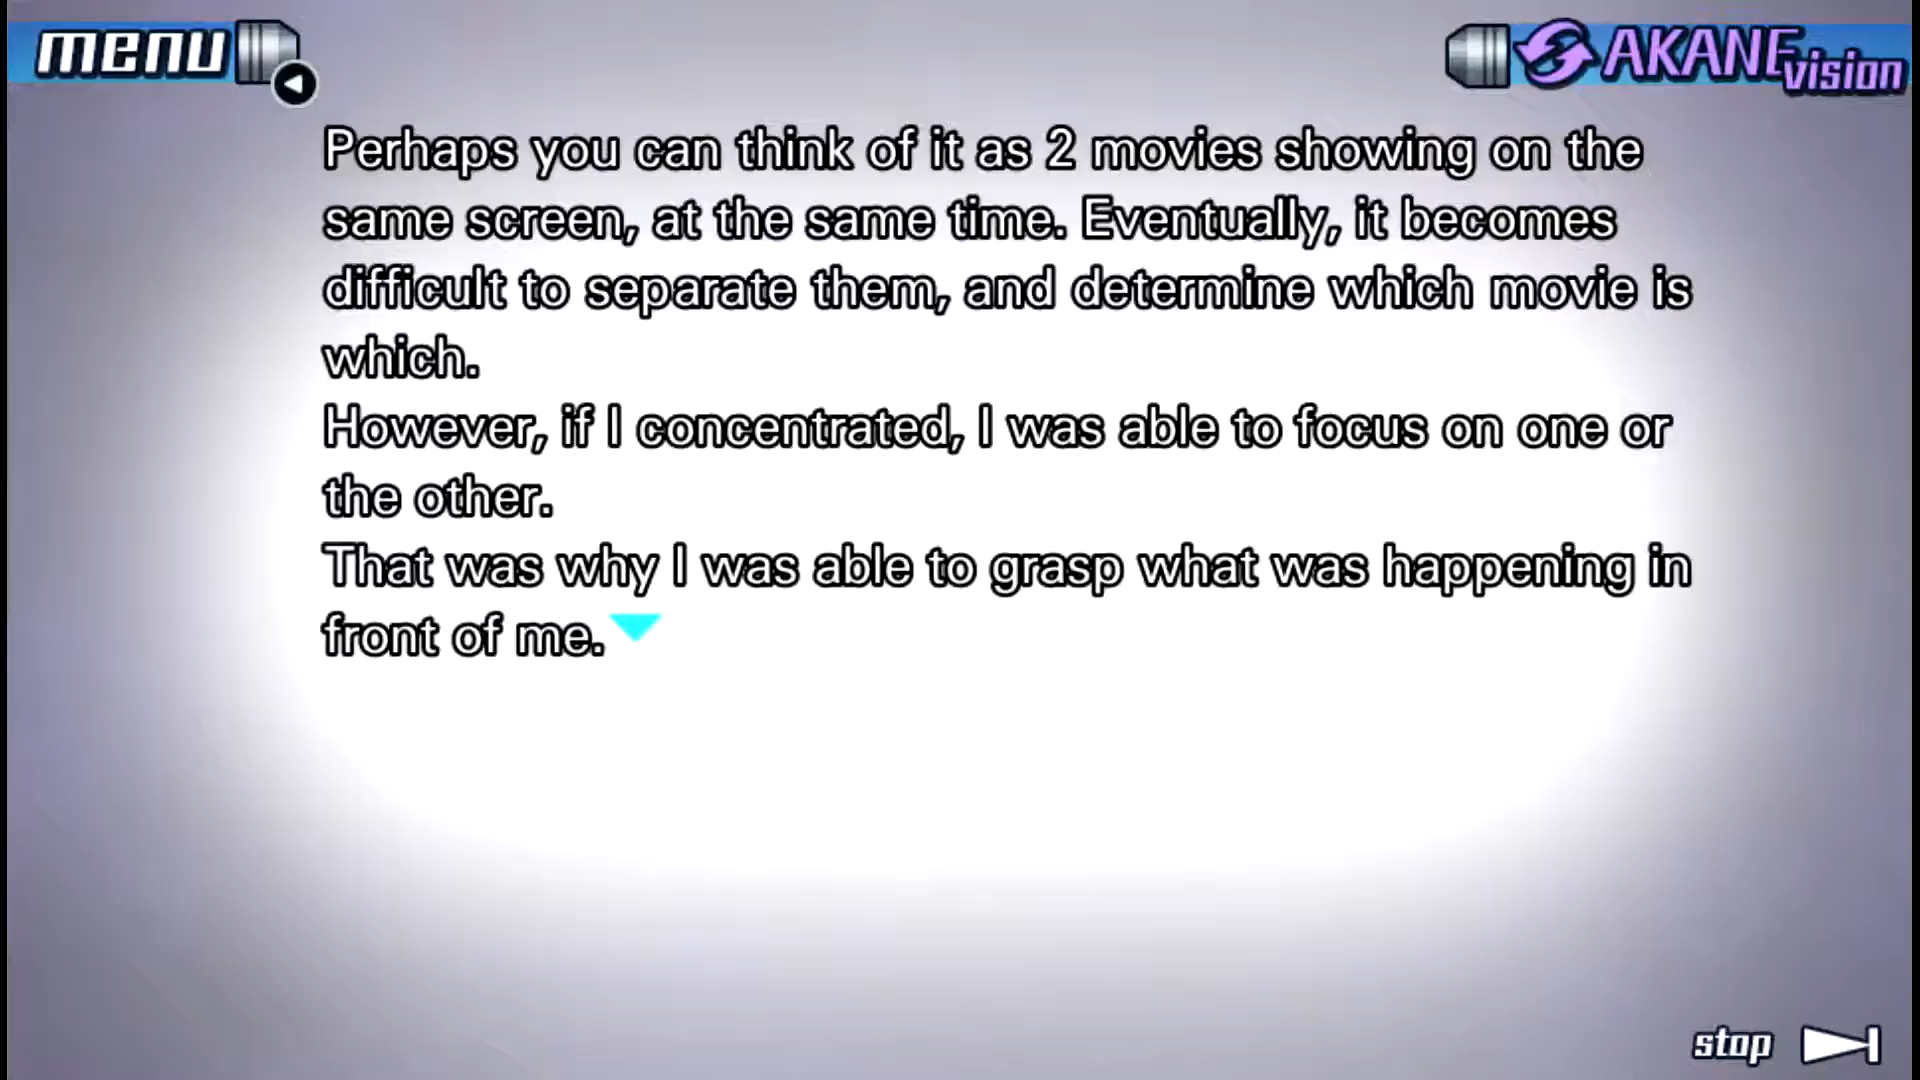 menu
AKANE vision
Perhaps you can think of it as 2 movies showing on the
same screen, at the same time. Eventually, it becomes
difficult to separate them, and determine which movie is
which.
However, if I concentrated, I was able to focus on one or
the other.
That was why I was able to grasp what was happening in
front of me.
stop